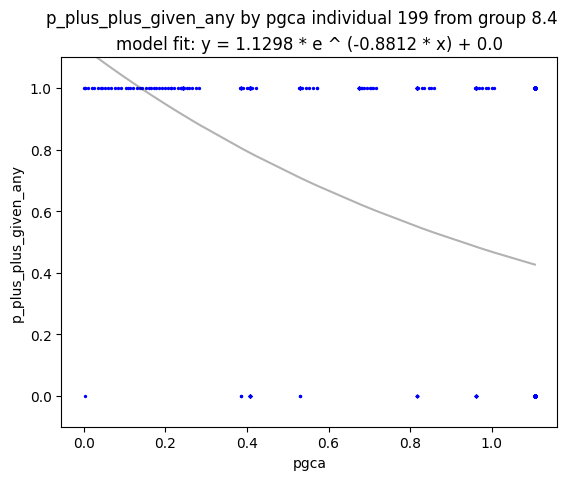 p_plus_plus_given_any by pgca individual 199 from group 8.4
model fit: y = 1.1298 * e ^ (-0.8812 * x) + 0.0
1.0
0.8
0.6
0.4
0.2
0.0
p_plus_plus_given_any
0.0 0.2 0.4 0.6 0.8 1.0
pgca